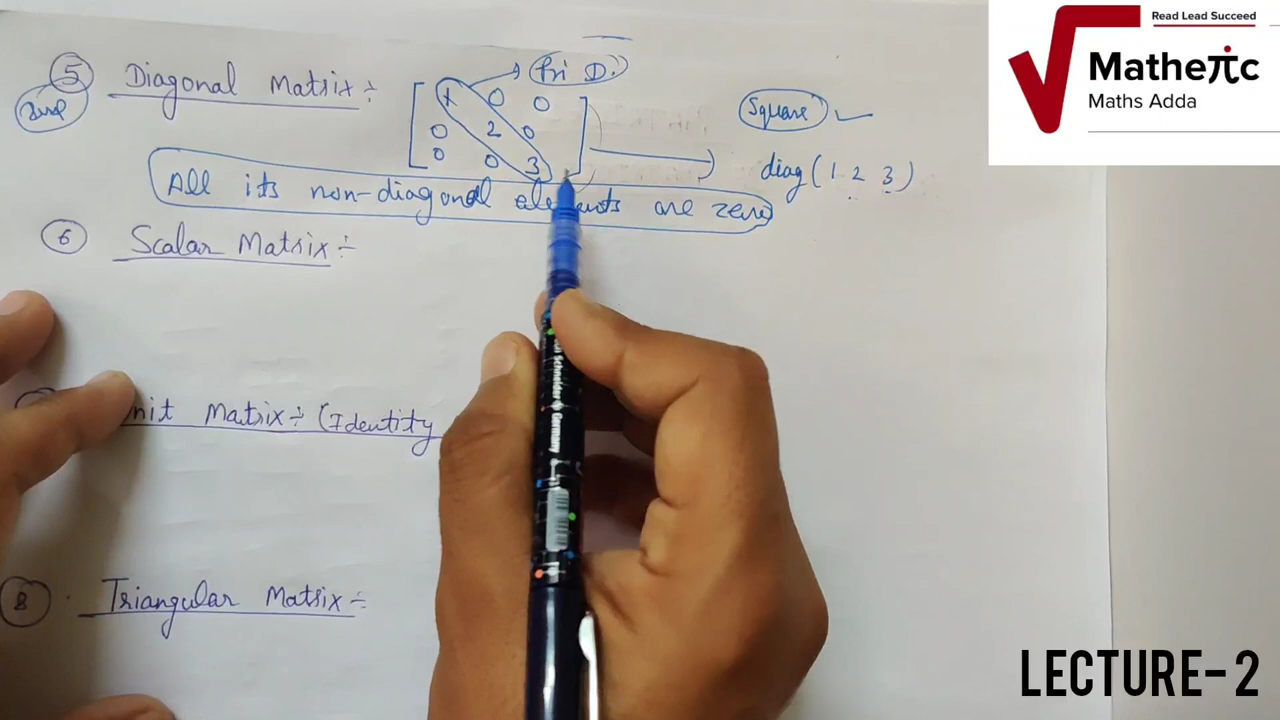 Read Lead Succeed
Matheπc
Maths Adda
5 Diagonal Matrix÷
Pri D.
1 0 0
0 2 0
0 0 3
Square ✓
diag (1 2 3)
All its non-diagonal elements are zero
6 Scalar Matrix÷
Unit Matrix÷ (Identity
8 Triangular Matrix÷
LECTURE- 2